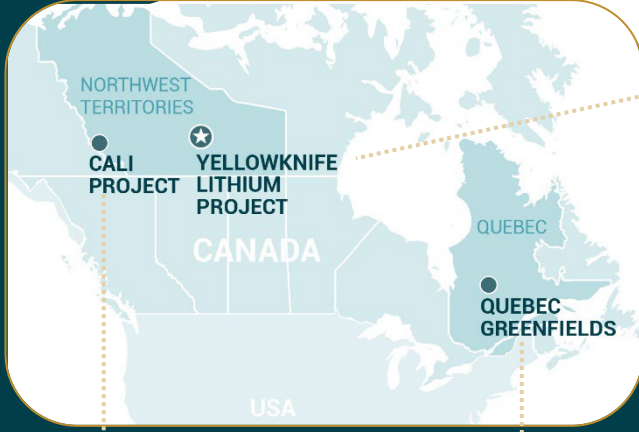 NORTHWEST
TERRITORIES
CALI
PROJECT
YELLOWKNIFE
LITHIUM
PROJECT
CANADA
QUEBEC
QUEBEC
GREENFIELDS
USA